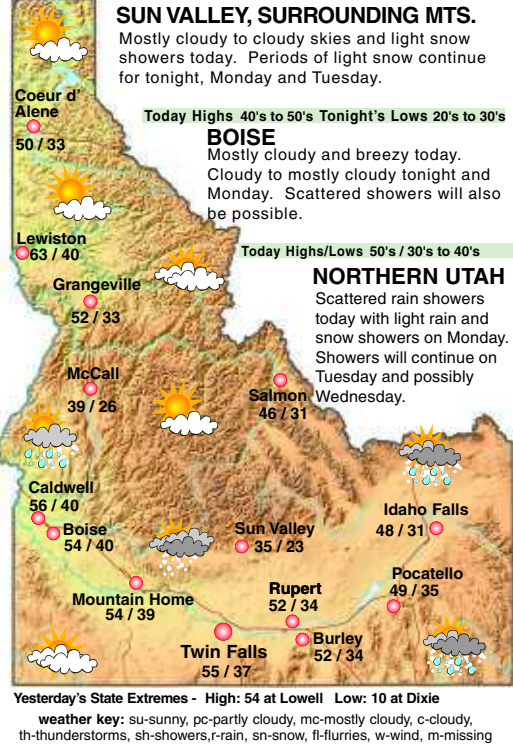 SUN VALLEY, SURROUNDING MTS.
Mostly cloudy to cloudy skies and light snow
showers today. Periods of light snow continue
for tonight, Monday and Tuesday.
Today Highs 40's to 50's Tonight's Lows 20's to 30's
BOISE
Mostly cloudy and breezy today.
Cloudy to mostly cloudy tonight and
Monday. Scattered showers will also
be possible.
Today Highs/Lows 50's / 30's to 40's
NORTHERN UTAH
Scattered rain showers
today with light rain and
snow showers on Monday.
Showers will continue on
Tuesday and possibly
Wednesday.
Coeur d'
Alene
50 / 33
Lewiston
63 / 40
Grangeville
52 / 33
McCall
39 / 26
Salmon
46 / 31
Caldwell
56 / 40
Boise
54 / 40
Sun Valley
35 / 23
Idaho Falls
48 / 31
Mountain Home
54 / 39
Rupert
52 / 34
Pocatello
49 / 35
Twin Falls
55 / 37
Burley
52 / 34
Yesterday's State Extremes - High: 54 at Lowell Low: 10 at Dixie
weather key: su-sunny, pc-partly cloudy, mc-mostly cloudy, c-cloudy,
th-thunderstorms, sh-showers,r-rain, sn-snow, fl-flurries, w-wind, m-missing